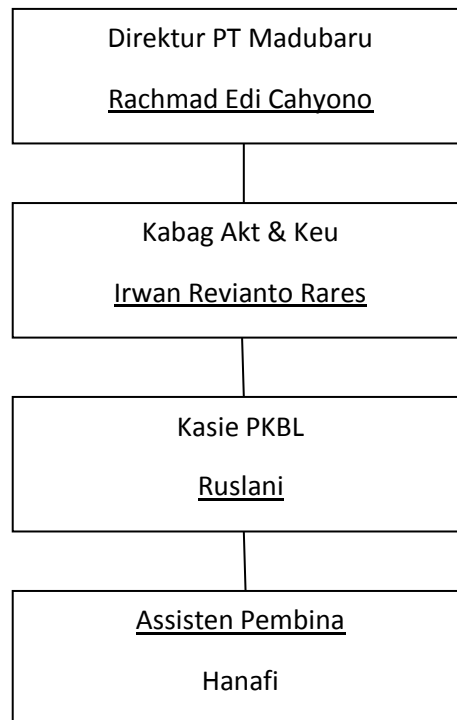 Direktur PT Madubaru
Rachmad Edi Cahyono
Kabag Akt & Keu
Irwan Revianto Rares
Kasie PKBL
Ruslani
Assisten Pembina
Hanafi